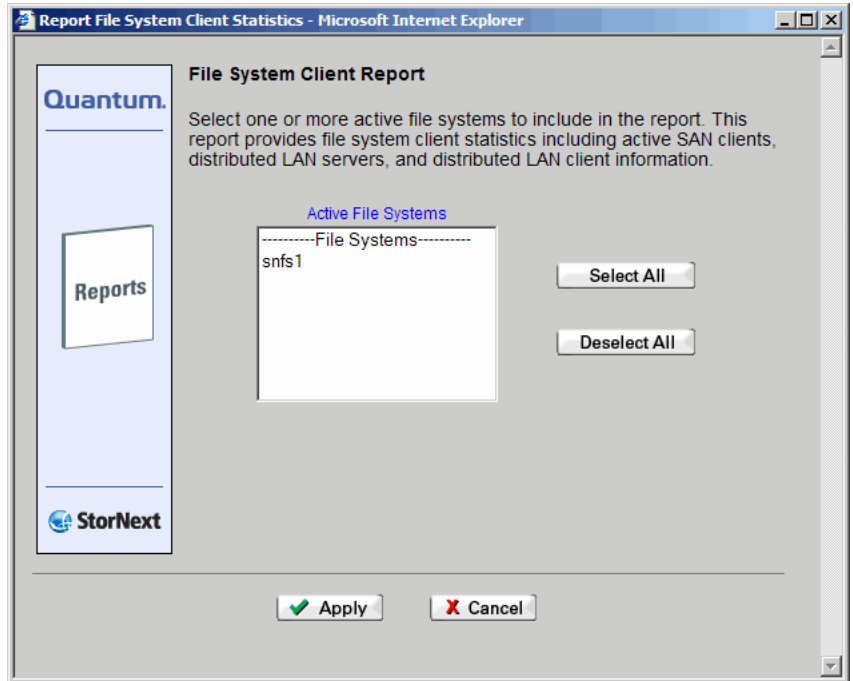 Report File System Client Statistics - Microsoft Internet Explorer
Quantum.
File System Client Report
Select one or more active file systems to include in the report. This
report provides file system client statistics including active SAN clients,
distributed LAN servers, and distributed LAN client information.
Active File Systems
----------File Systems----------
snfs1
Select All
Deselect All
Reports
StorNext
Apply
X Cancel